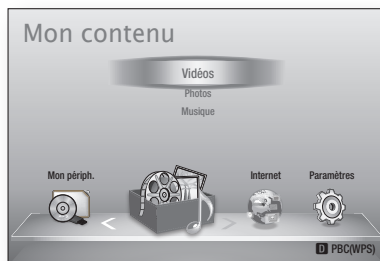 Mon contenu
Vidéos
Photos
Musique
Mon périph. Internet Paramètres
D PBC(WPS)